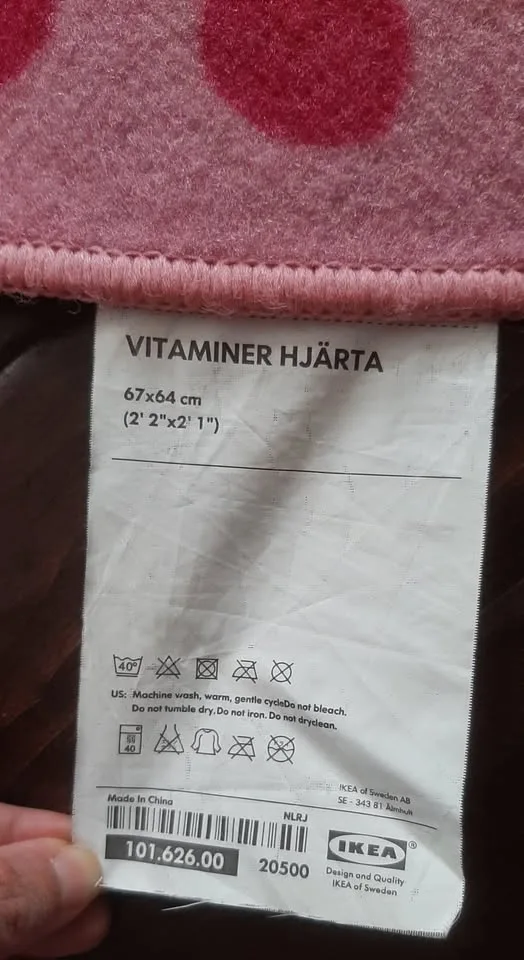 VITAMINER HJÄRTA
67x64 cm
(2' 2"x2' 1")
40°
US: Machine wash, warm, gentle cycleDo not bleach.
Do not tumble dry.Do not iron.Do not dryclean.
40
IKEA of Sweden AB
SE - 343 81 Älmhult
Made in China
NLRJ
101.626.00
20500
IKEA®
Design and Quality
IKEA of Sweden